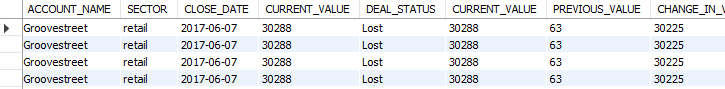 ACCOUNT_NAME SECTOR CLOSE_DATE CURRENT_VALUE DEAL_STATUS CURRENT_VALUE PREVIOUS_VALUE CHANGE_IN_V
Groovestreet retail 2017-06-07 30288 Lost 30288 63 30225
Groovestreet retail 2017-06-07 30288 Lost 30288 63 30225
Groovestreet retail 2017-06-07 30288 Lost 30288 63 30225
Groovestreet retail 2017-06-07 30288 Lost 30288 63 30225